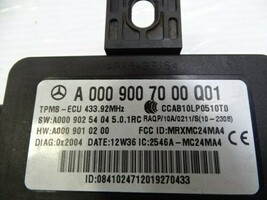 A 000 900 70 00 Q01
TPMS-ECU 433.92MHz CCAB10LP0510T0
SW:A000 902 54 04 5.0.1RC RAQP/10A/0211/S(10-2308)
HW:A000 901 02 00 FCC ID:MRXMC24MA4
DIAG:0x2004 DATE:12W36 IC:2546A-MC24MA4
ID:0841024712019270433